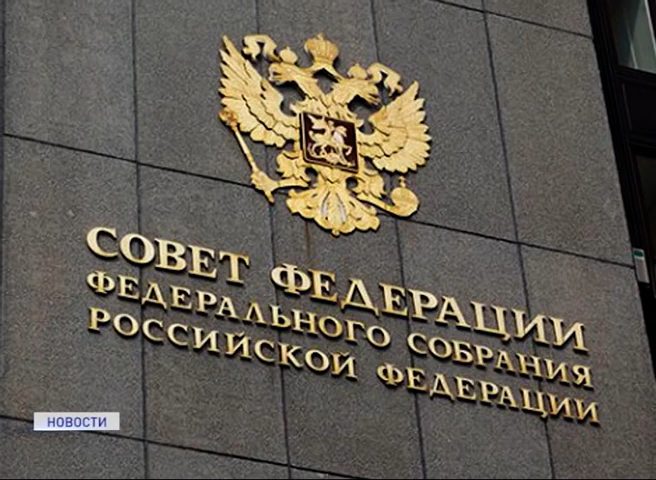 СОВЕТ ФЕДЕРАЦИИ
ФЕДЕРАЛЬНОГО СОБРАНИЯ
РОССИЙСКОЙ ФЕДЕРАЦИИ
НОВОСТИ